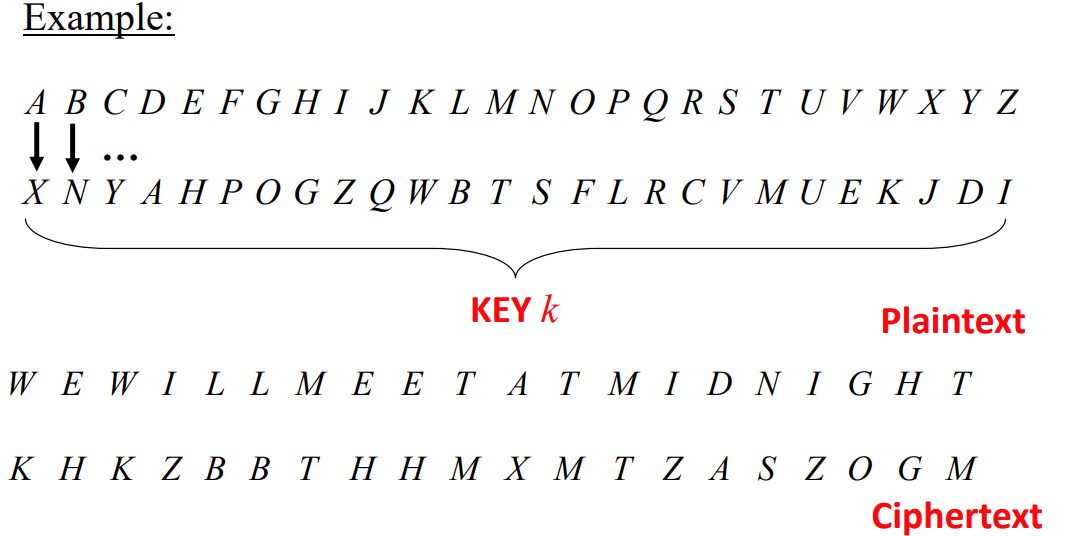 Example:
A B C D E F G H I J K L M N O P Q R S T U V W X Y Z
...
X N Y A H P O G Z Q W B T S F L R C V M U E K J D I
KEY k
Plaintext
W E W I L L M E E T A T M I D N I G H T
K H K Z B B T H H M X M T Z A S Z O G M
Ciphertext